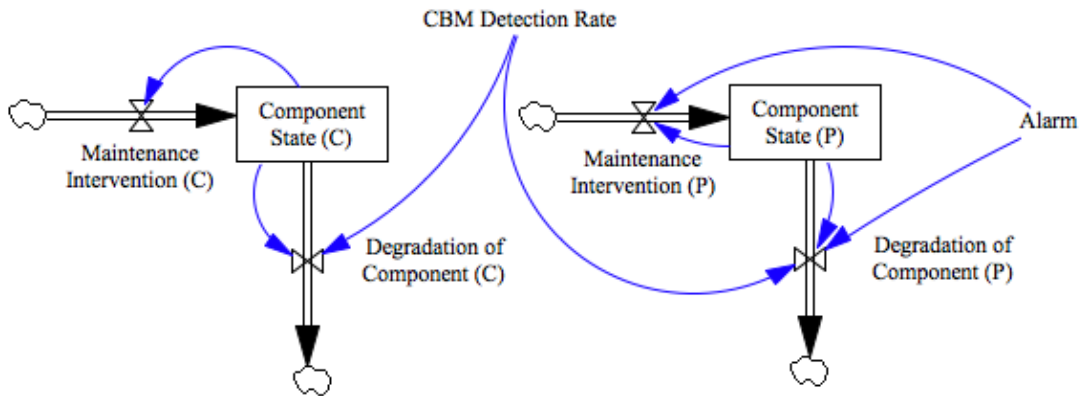 CBM Detection Rate
Component
State (C)
Maintenance
Intervention (C)
Degradation of
Component (C)
Component
State (P)
Alarm
Maintenance
Intervention (P)
Degradation of
Component (P)